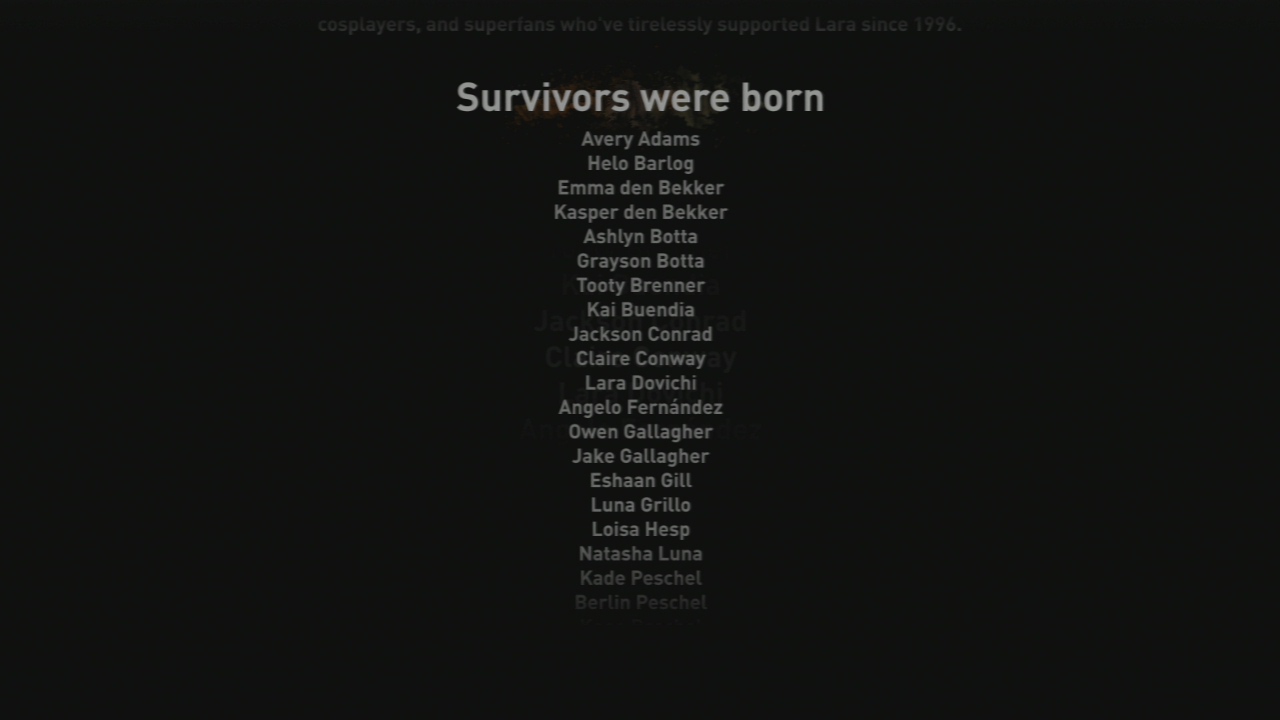 cosplayers, and superfans who've tirelessly supported Lara since 1996.
Survivors were born
Avery Adams
Helo Barlog
Emma den Bekker
Kasper den Bekker
Ashlyn Botta
Grayson Botta
Tooty Brenner
Kai Buendia
Jackson Conrad
Claire Conway
Lara Dovichi
Angelo Fernández
Owen Gallagher
Jake Gallagher
Eshaan Gill
Luna Grillo
Loisa Hesp
Natasha Luna
Kade Peschel
Berlin Peschel